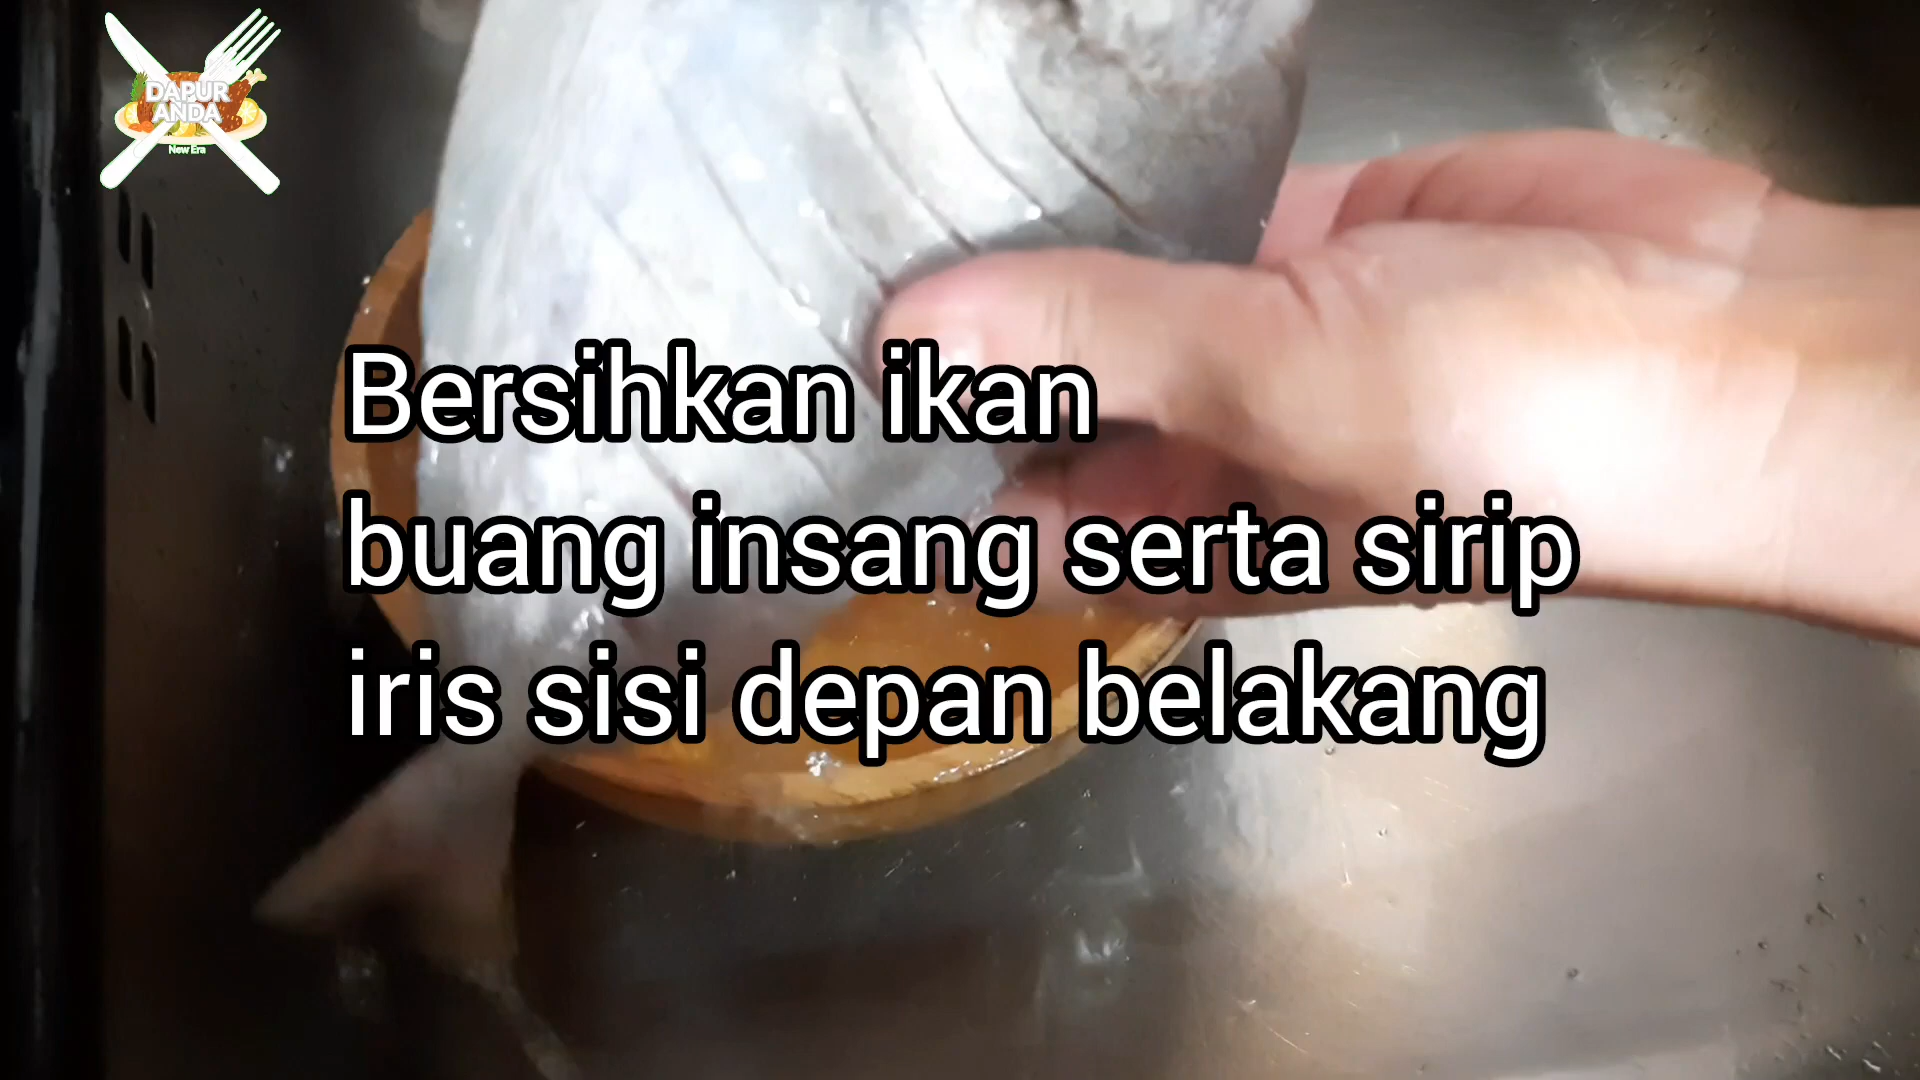 DAPUR
ANDA
New Era
Bersihkan ikan
buang insang serta sirip
iris sisi depan belakang